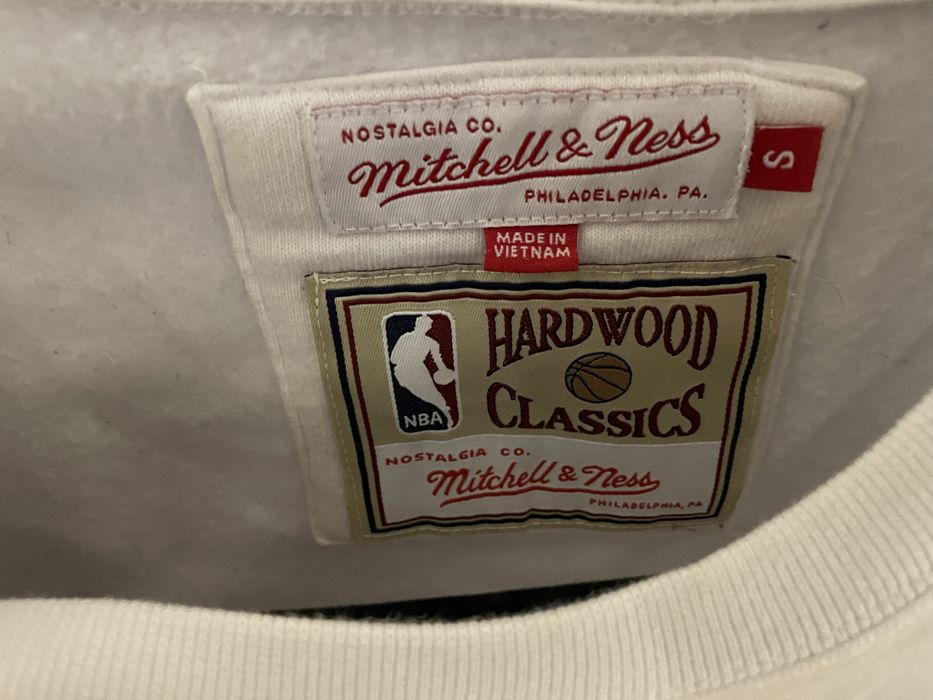 NOSTALGIA CO.
Mitchell & Ness
PHILADELPHIA. PA.
S
MADE IN
VIETNAM
HARDWOOD
CLASSICS
NBA
NOSTALGIA CO.
Mitchell & Ness
PHILADELPHIA, PA